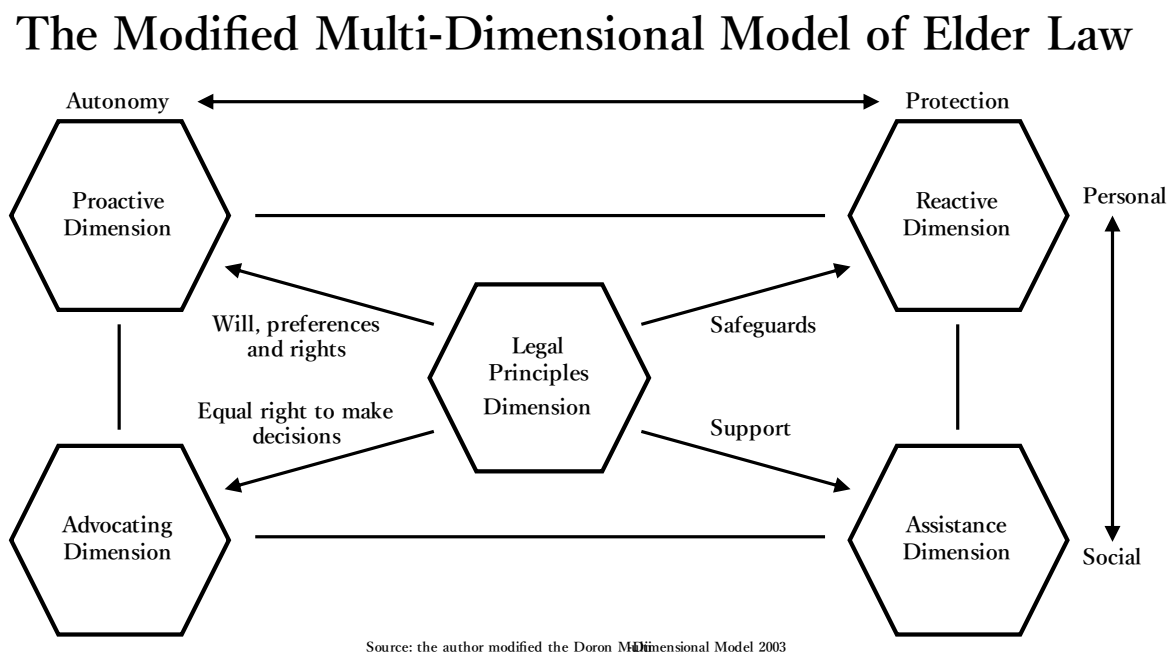 The Modified Multi-Dimensional Model of Elder Law
Autonomy
Protection
Proactive
Dimension
Reactive
Dimension
Personal
Will, preferences
and rights
Safeguards
Legal
Principles
Dimension
Equal right to make
decisions
Support
Advocating
Dimension
Assistance
Dimension
Social
Source: the author modified the Doron Dimensional Model 2003